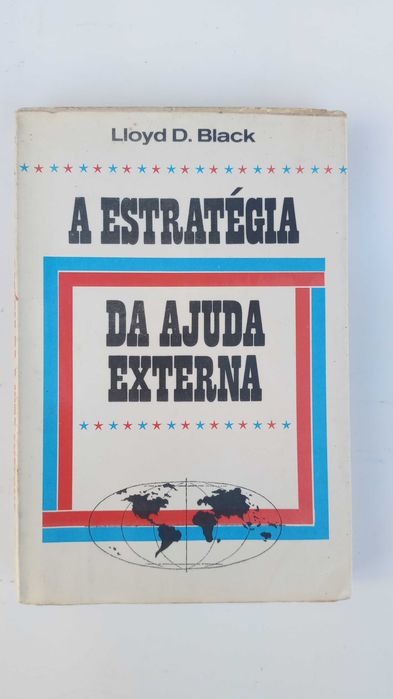 Lloyd D. Black
A ESTRATÉGIA
DA AJUDA
EXTERNA